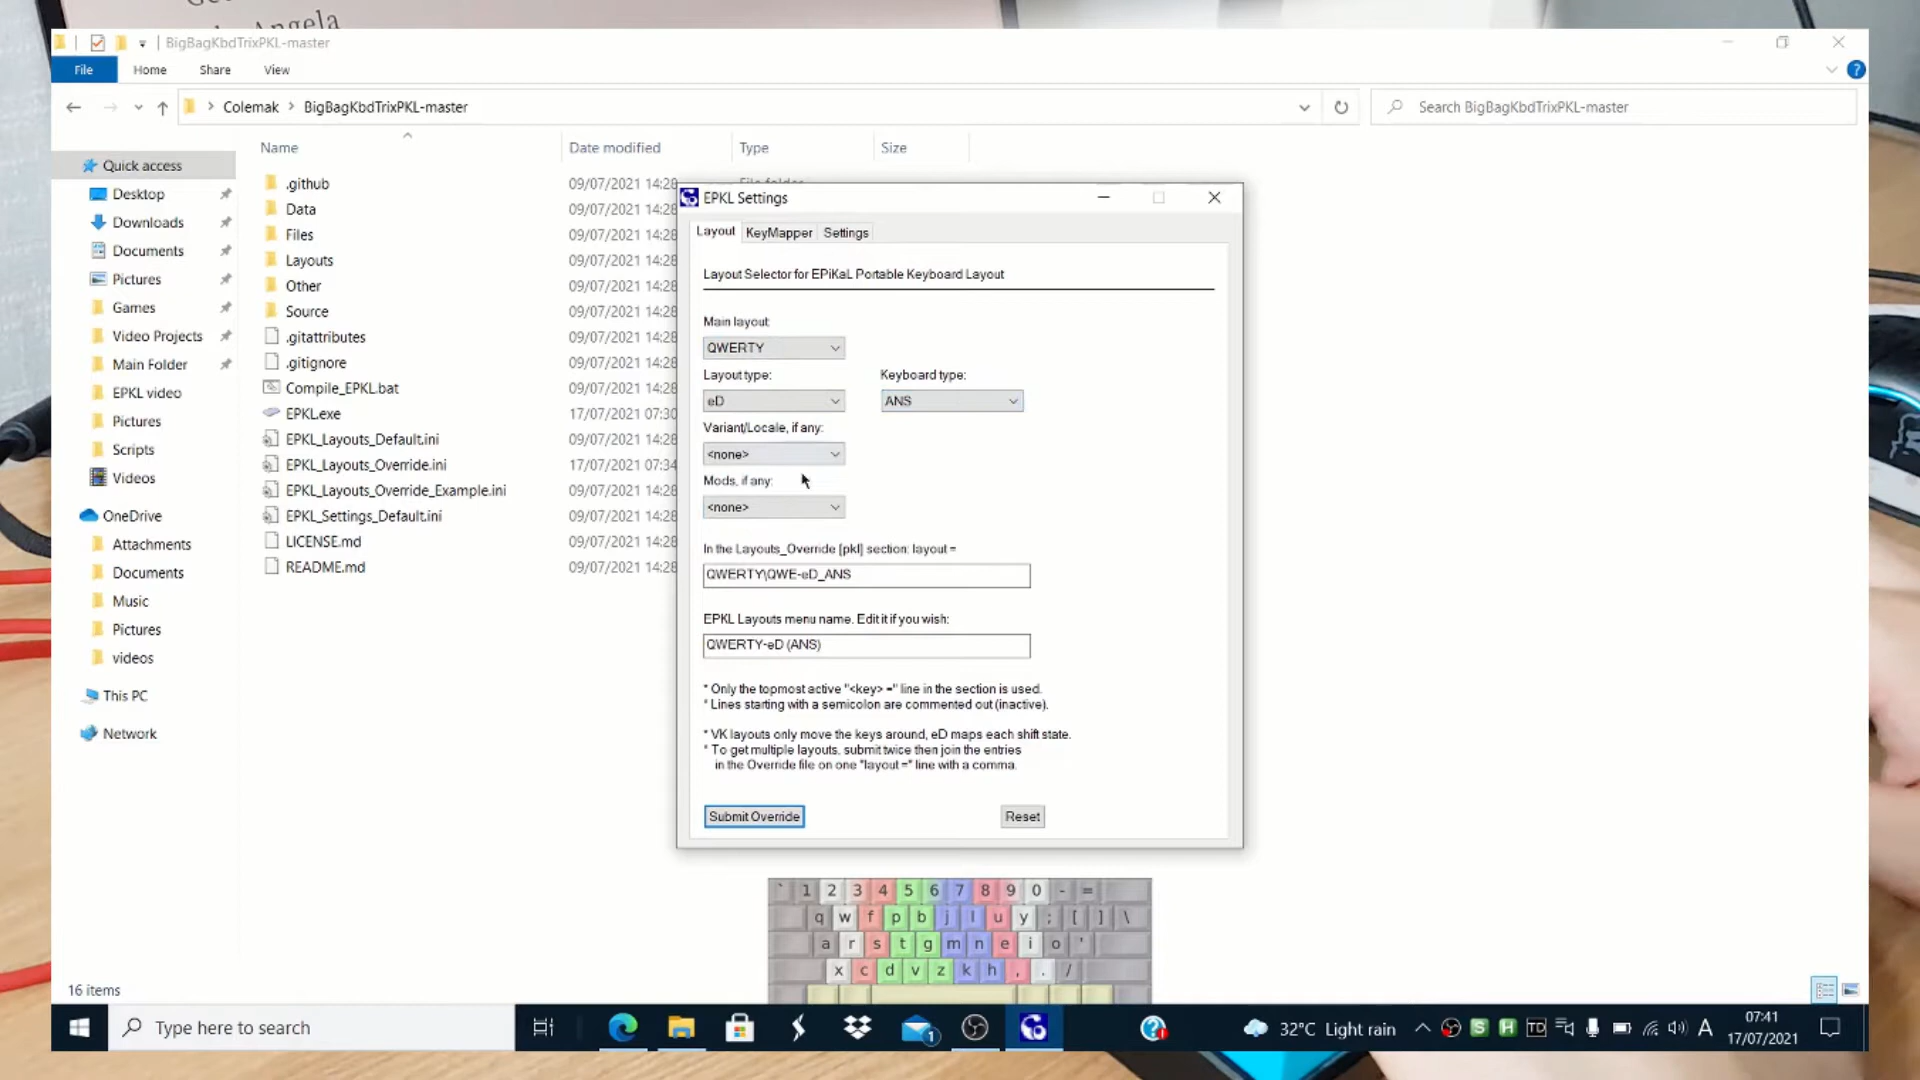 Angela
BigBagKbdTrixPKL-master
File Home Share View
Colemak BigBagKbdTrixPKL-master
Search BigBagKbdTrixPKL-master
Name Date modified Type Size
Quick access
Desktop
Downloads
Documents
Pictures
Games
Video Projects
Main Folder
EPKL video
Pictures
Scripts
Videos
OneDrive
Attachments
Documents
Music
Pictures
videos
This PC
Network
.github 09/07/2021 14:28 File folder
Data 09/07/2021 14:28
Files 09/07/2021 14:28
Layouts 09/07/2021 14:28
Other 09/07/2021 14:28
Source 09/07/2021 14:28
.gitattributes 09/07/2021 14:28
.gitignore 09/07/2021 14:28
Compile_EPKL.bat 09/07/2021 14:28
EPKL.exe 17/07/2021 07:30
EPKL_Layouts_Default.ini 09/07/2021 14:28
EPKL_Layouts_Override.ini 17/07/2021 07:34
EPKL_Layouts_Override_Example.ini 09/07/2021 14:28
EPKL_Settings_Default.ini 09/07/2021 14:28
LICENSE.md 09/07/2021 14:28
README.md 09/07/2021 14:28
EPKL Settings
Layout KeyMapper Settings
Layout Selector for EPiKaL Portable Keyboard Layout
Main layout:
QWERTY
Layout type: Keyboard type:
eD ANS
Variant/Locale, if any:
<none>
Mods, if any:
<none>
In the Layouts_Override [pkl] section: layout =
QWERTY\QWE-eD_ANS
EPKL Layouts menu name. Edit it if you wish:
QWERTY-eD (ANS)
* Only the topmost active "<key> =" line in the section is used.
* Lines starting with a semicolon are commented out (inactive).
* VK layouts only move the keys around, eD maps each shift state.
* To get multiple layouts, submit twice then join the entries
in the Override file on one "layout =" line with a comma.
Submit Override Reset
` 1 2 3 4 5 6 7 8 9 0 - =
q w f p b j l u y ; [ ] \
a r s t g m n e i o '
x c d v z k h , . /
16 items
Type here to search
32°C Light rain
07:41
17/07/2021